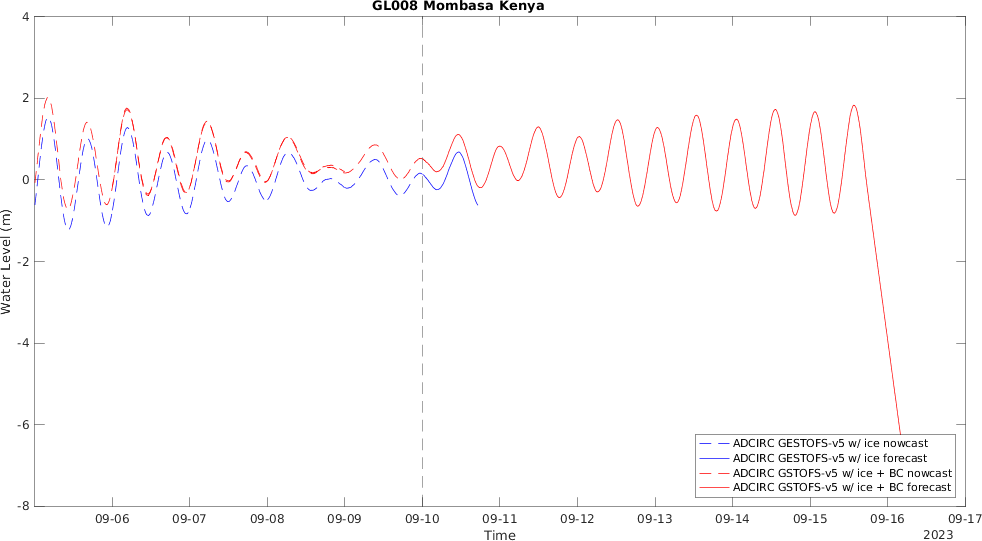 GL008 Mombasa Kenya
4
2
0
-2
-4
-6
-8
Water Level (m)
09-06
09-07
09-08
09-09
09-10
09-11
09-12
09-13
09-14
09-15
09-16
09-17
Time
2023
ADCIRC GESTOFS-v5 w/ ice nowcast
ADCIRC GESTOFS-v5 w/ ice forecast
ADCIRC GSTOFS-v5 w/ ice + BC nowcast
ADCIRC GSTOFS-v5 w/ ice + BC forecast